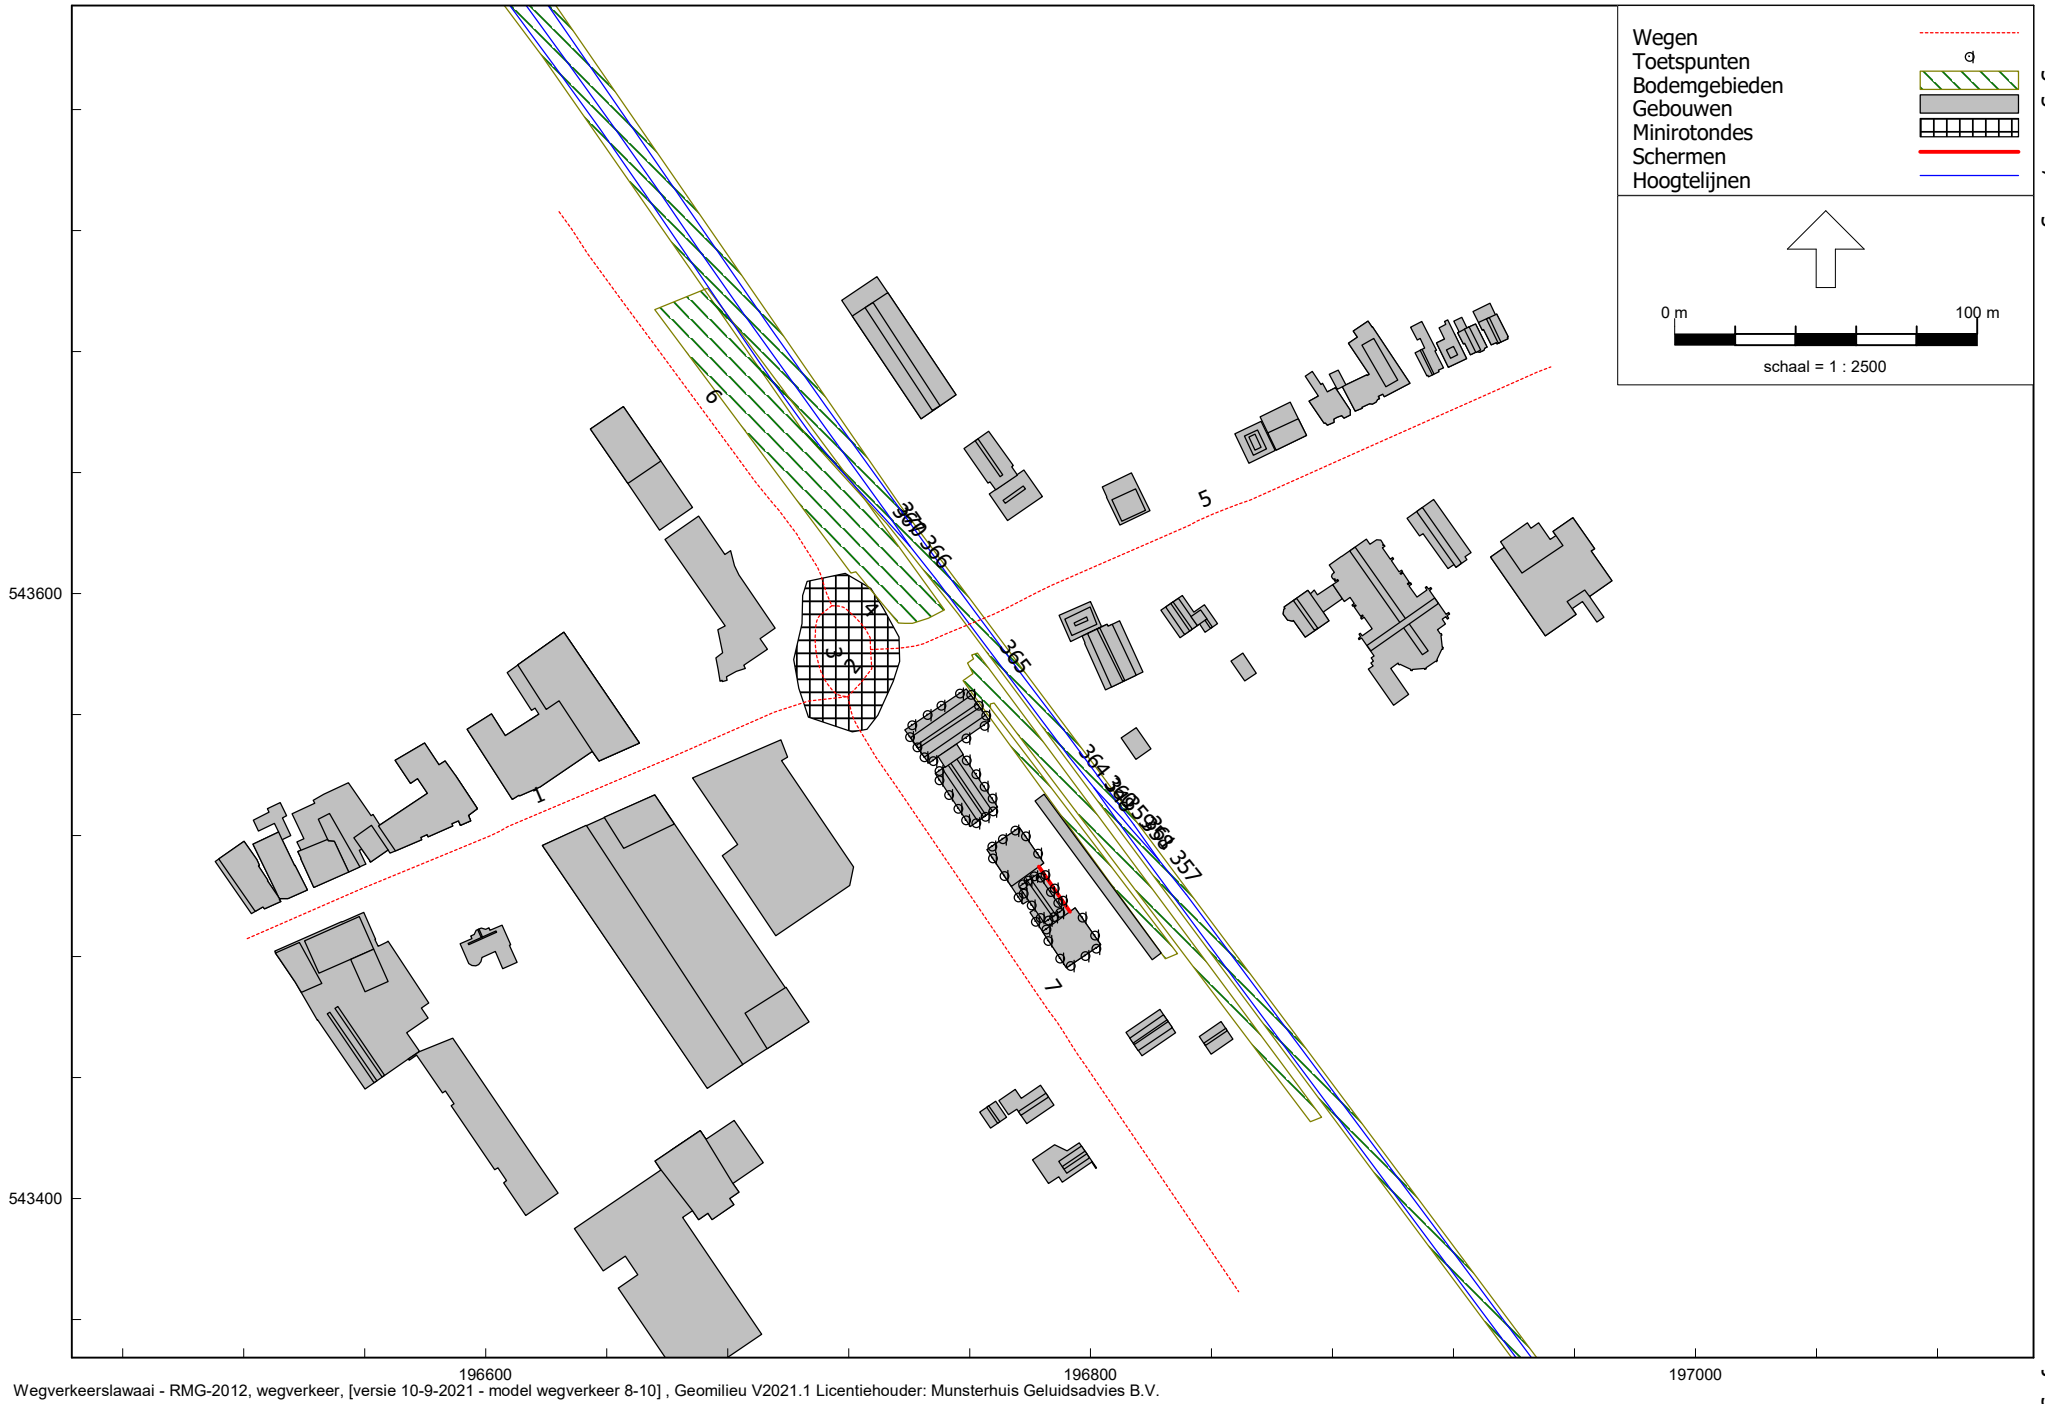 Wegen
Toetspunten
Bodemgebieden
Gebouwen
Minirotondes
Schermen
Hoogtelijnen
0 m 100 m
schaal = 1 : 2500
6
5
370
366
543600
4
3
2
365
1
364
357
7
543400
196600 196800 197000
Wegverkeerslawaai - RMG-2012, wegverkeer, [versie 10-9-2021 - model wegverkeer 8-10] , Geomilieu V2021.1 Licentiehouder: Munsterhuis Geluidsadvies B.V.